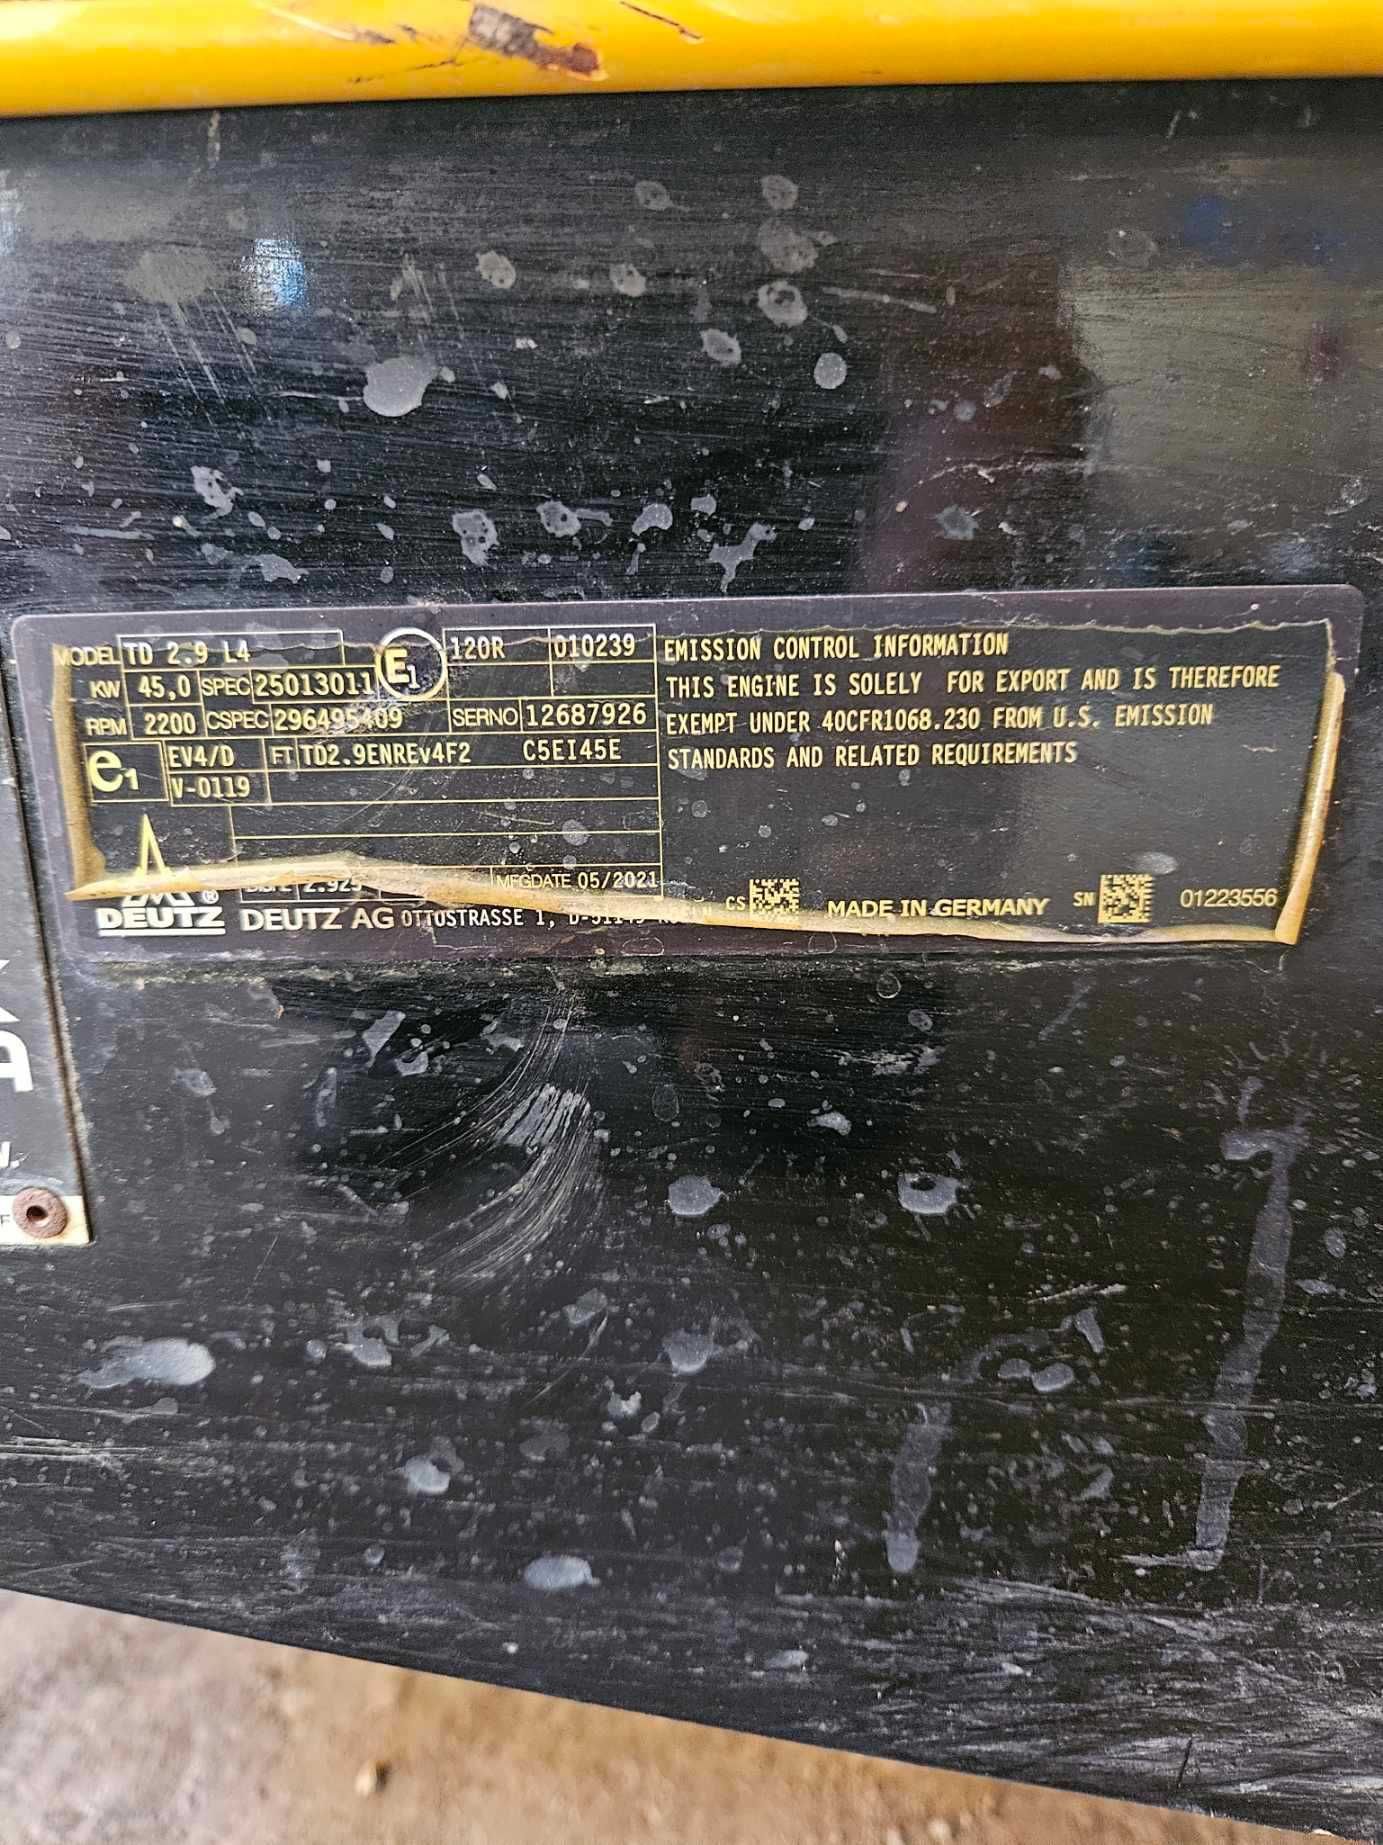 MODEL TD 2.9 L4 E1 120R 010239
KW 45,0 SPEC 25013011
RPM 2200 CSPEC 296495409 SERNO 12687926
e1 EV4/D FT TD2.9ENREv4F2 C5EI45E
V-0119
2.925 MFGDATE 05/2021
DEUTZ ® DEUTZ AG OTTOSTRASSE 1,
EMISSION CONTROL INFORMATION
THIS ENGINE IS SOLELY FOR EXPORT AND IS THEREFORE
EXEMPT UNDER 40CFR1068.230 FROM U.S. EMISSION
STANDARDS AND RELATED REQUIREMENTS
CS MADE IN GERMANY SN 01223556